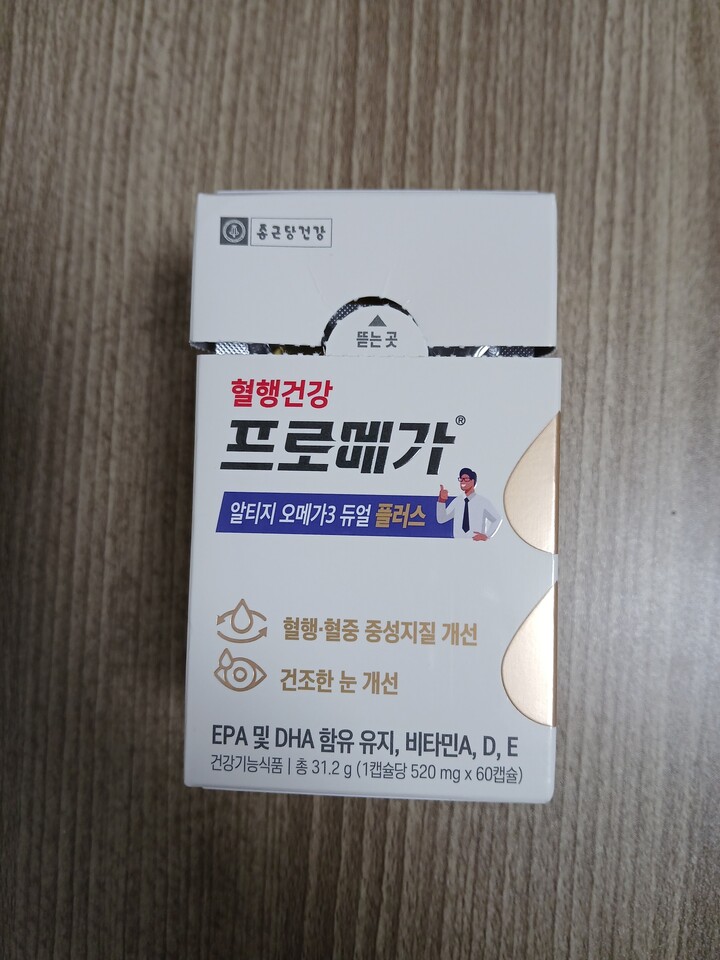 종근당건강
뜯는 곳
혈행건강
프로메가®
알티지 오메가3 듀얼 플러스
혈행·혈중 중성지질 개선
건조한 눈 개선
EPA 및 DHA 함유 유지, 비타민A, D, E
건강기능식품 | 총 31.2 g (1캡슐당 520 mg x 60캡슐)